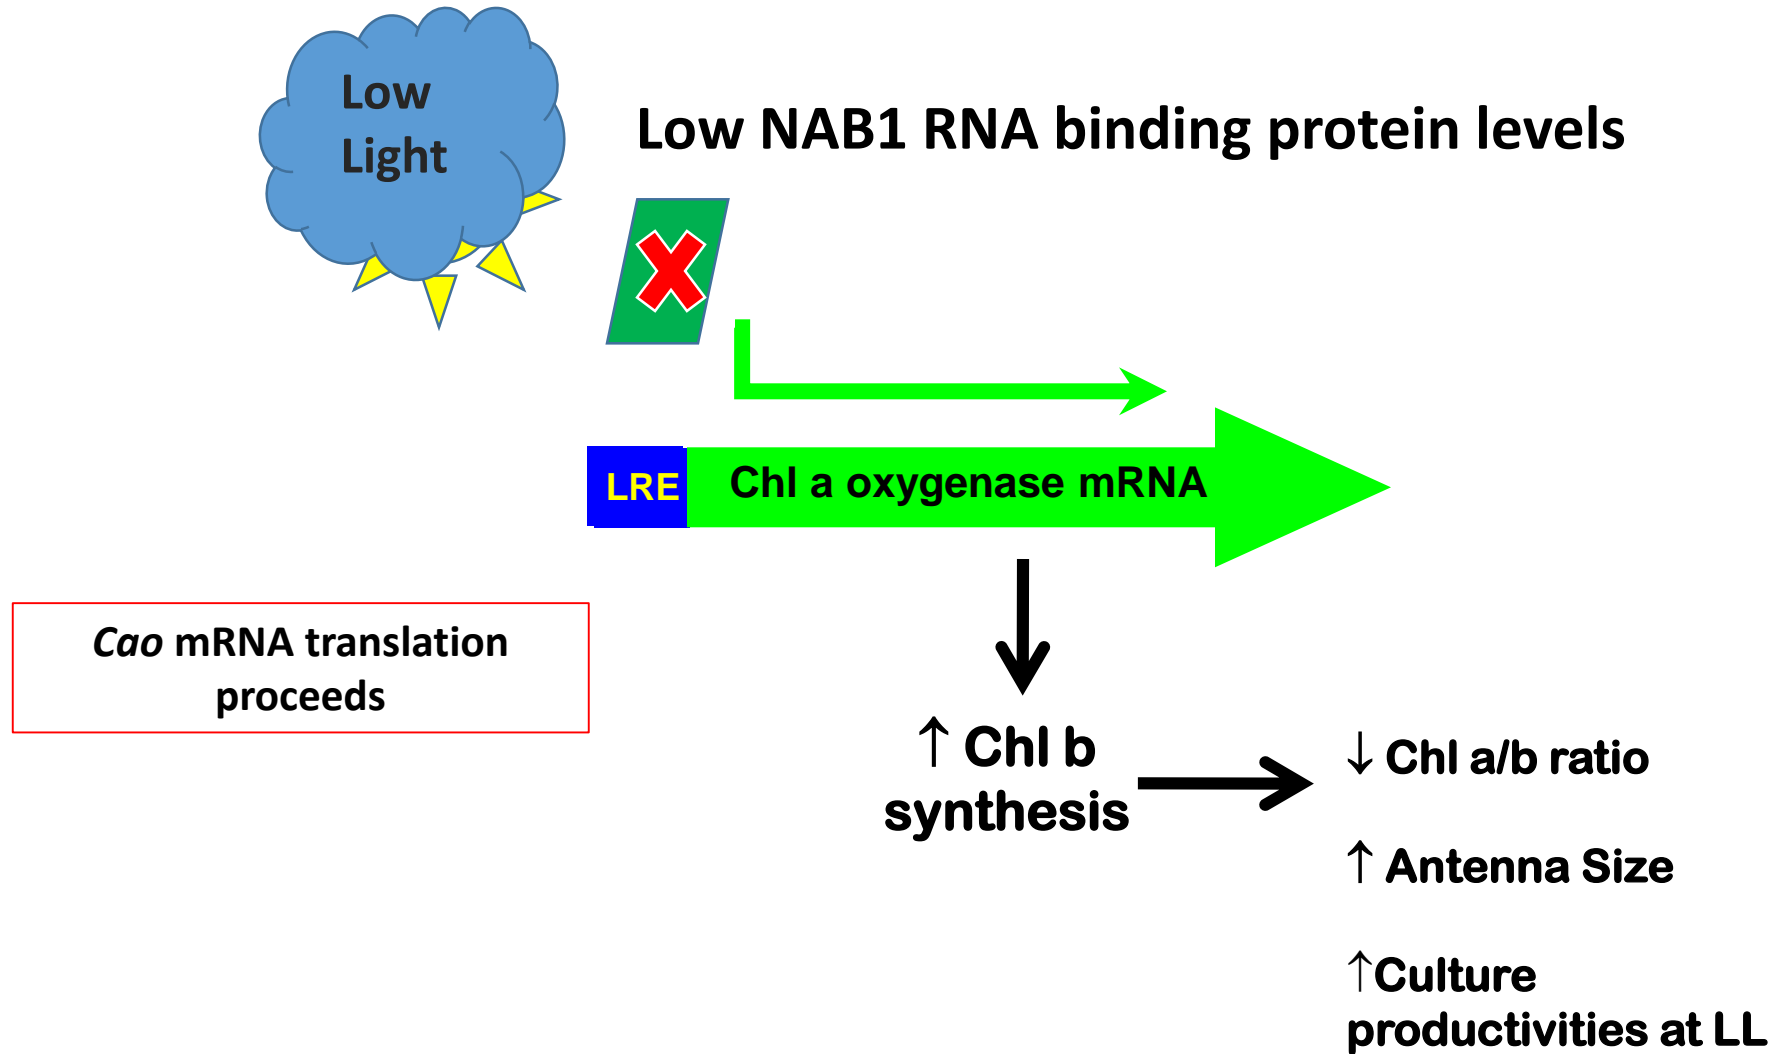 Low
Light
Low NAB1 RNA binding protein levels
LRE
Chl a oxygenase mRNA
Cao mRNA translation
proceeds
↑ Chl b
synthesis
↓ Chl a/b ratio
↑ Antenna Size
↑Culture
productivities at LL